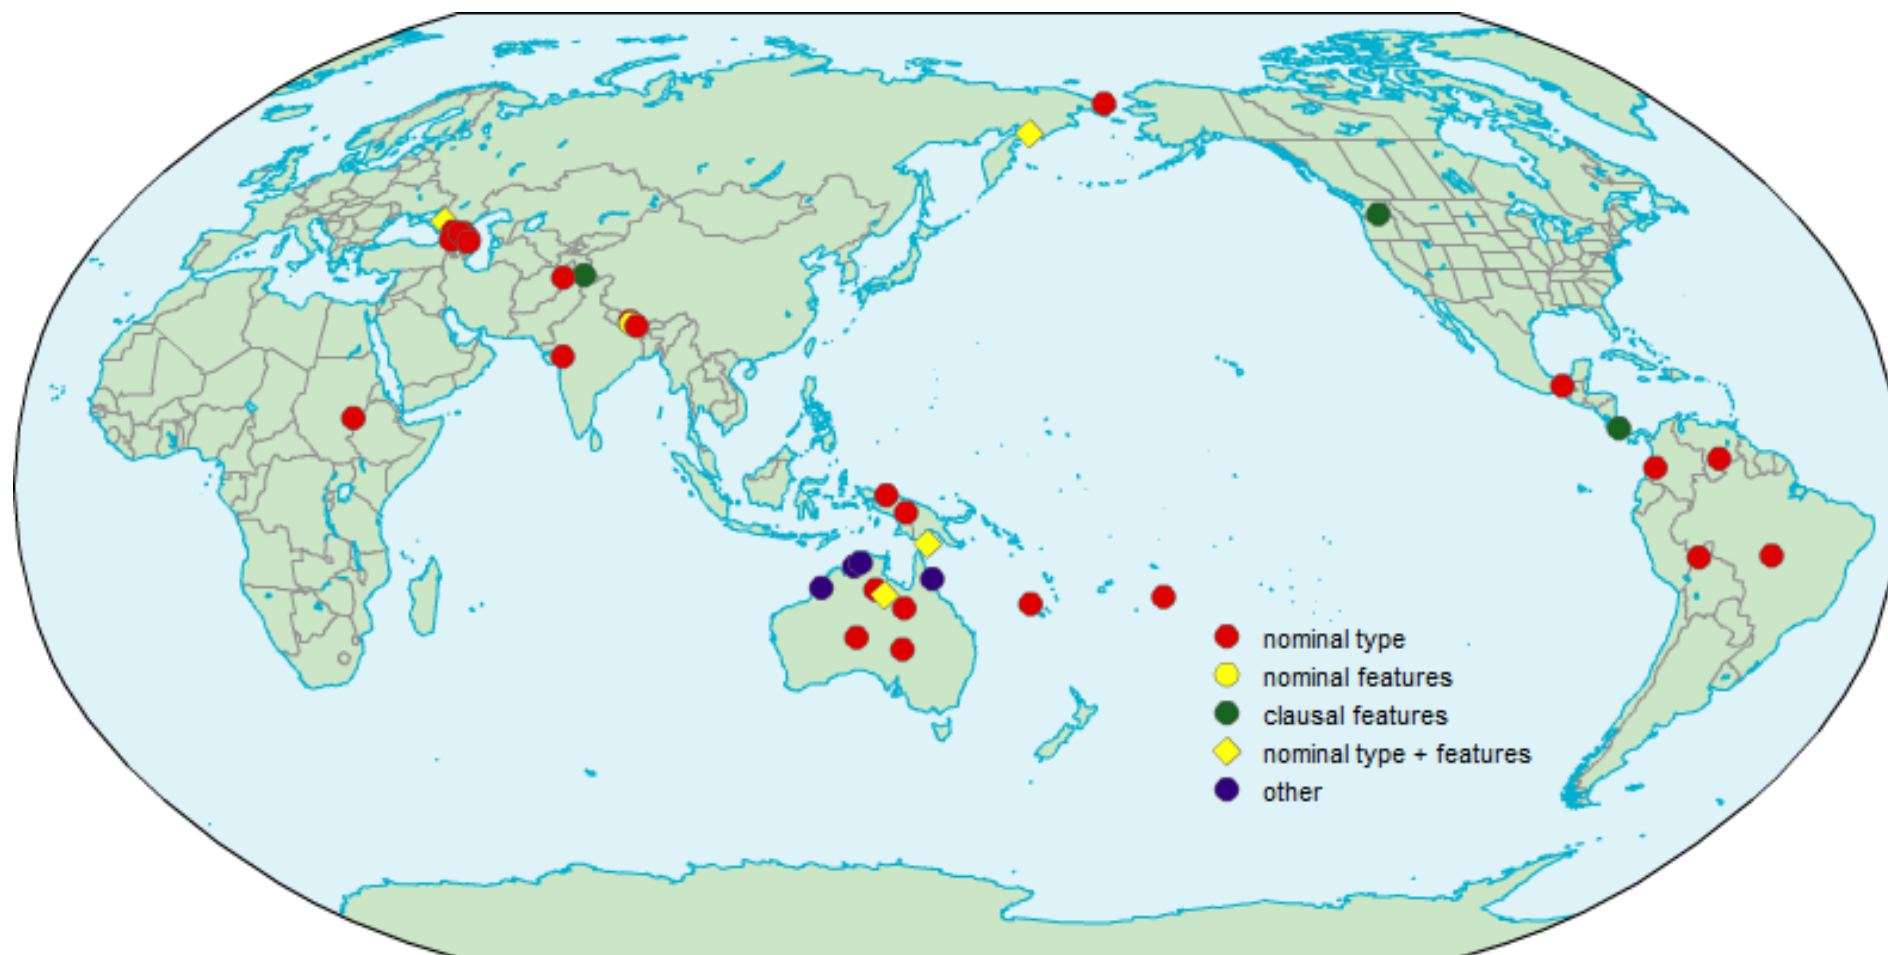 nominal type
nominal features
clausal features
nominal type + features
other